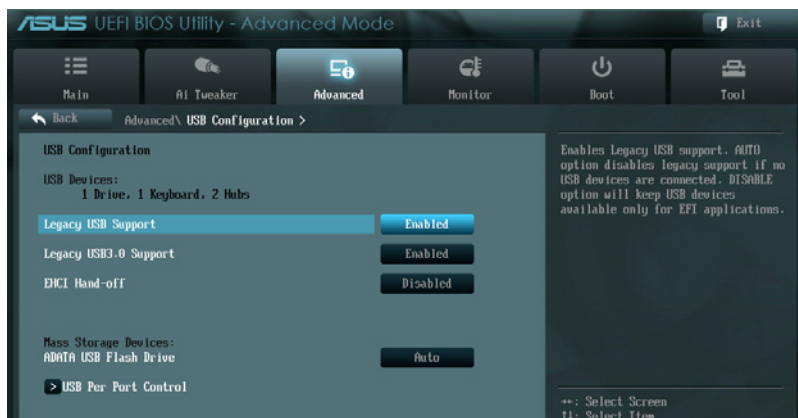 ASUS UEFI BIOS Utility - Advanced Mode
Exit
Main
Ai Tweaker
Advanced
Monitor
Boot
Tool
Back
Advanced\ USB Configuration >
USB Configuration
USB Devices:
1 Drive, 1 Keyboard, 2 Hubs
Legacy USB Support
Enabled
Legacy USB3.0 Support
Enabled
EHCI Hand-off
Disabled
Mass Storage Devices:
ADATA USB Flash Drive
Auto
> USB Per Port Control
Enables Legacy USB support. AUTO
option disables legacy support if no
USB devices are connected. DISABLE
option will keep USB devices
available only for EFI applications.
→←: Select Screen
↑↓: Select Item